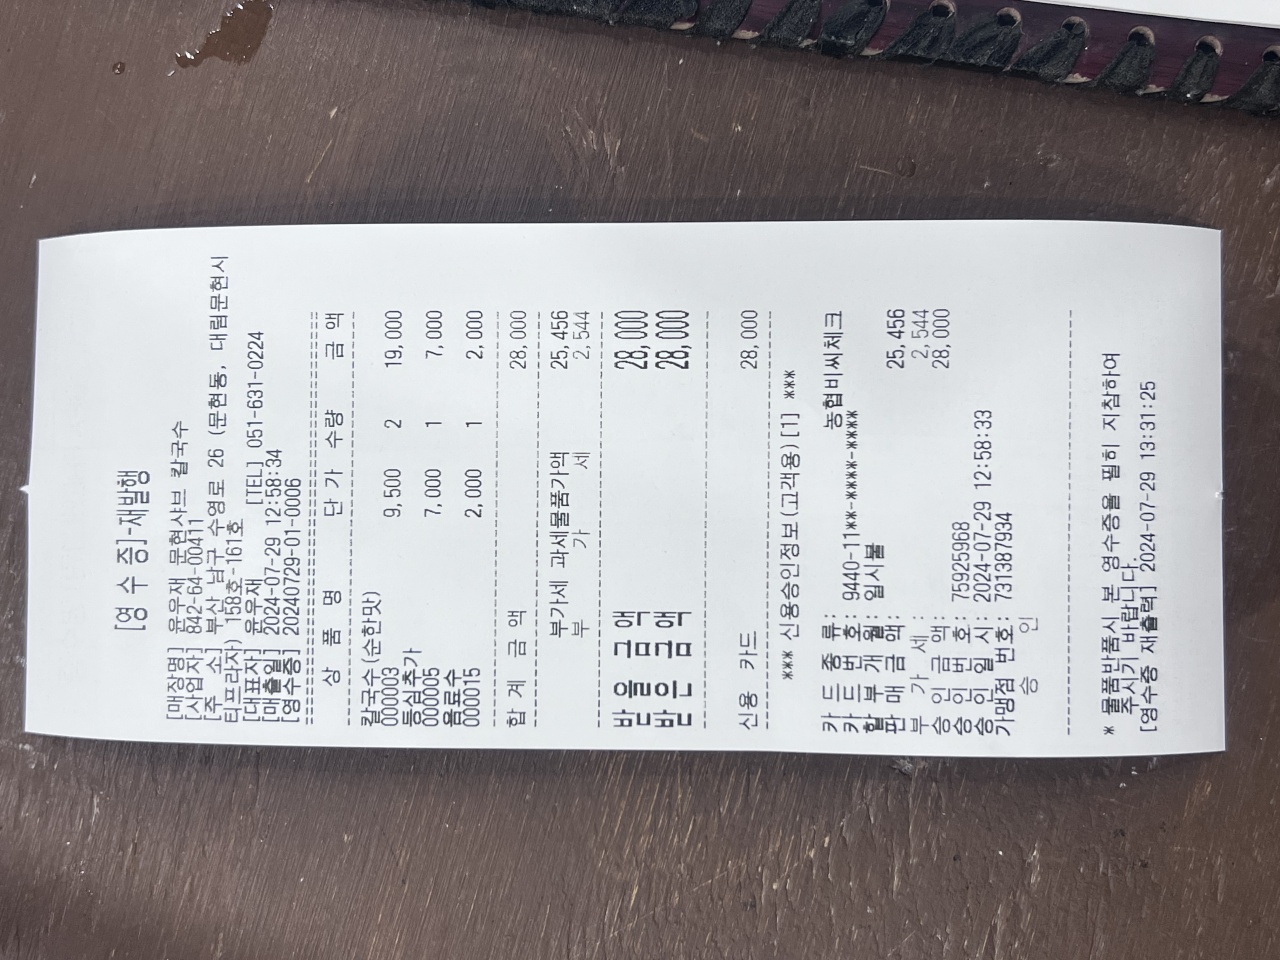 [영 수 증]-재발행
[매장명] 윤우재 문현샤브 칼국수
[사업자] 842-64-00411
[주  소] 부산 남구 수영로 26 (문현동, 대림문현시
티프라자) 158호-161호
[대표자] 윤우재 [TEL] 051-631-0224
[매출일] 2024-07-29 12:58:34
[영수증] 20240729-01-0006
상 품 명 단 가 수량 금 액
칼국수(순한맛)
000003 9,500 2 19,000
등심추가
000005 7,000 1 7,000
음료수
000015 2,000 1 2,000
합 계 금 액 28,000
부가세 과세물품가액 25,456
부 가 세 2,544
받을금액 28,000
받은금액 28,000
신용 카드 28,000
*** 신용승인정보(고객용)[1] ***
카 드 종 류: 농협비씨체크
카 드 번 호: 9440-11**-****-****
할 부 개 월: 일시불
판 매 금 액: 25,456
부 가 세 : 2,544
승 인 금 액: 28,000
승 인 번 호: 75925968
승 인 일 시: 2024-07-29 12:58:33
가맹점 번호: 731387934
승 인
* 물품반품시 본 영수증을 필히 지참하여
주시기 바랍니다.
[영수증 재출력] 2024-07-29 13:31:25